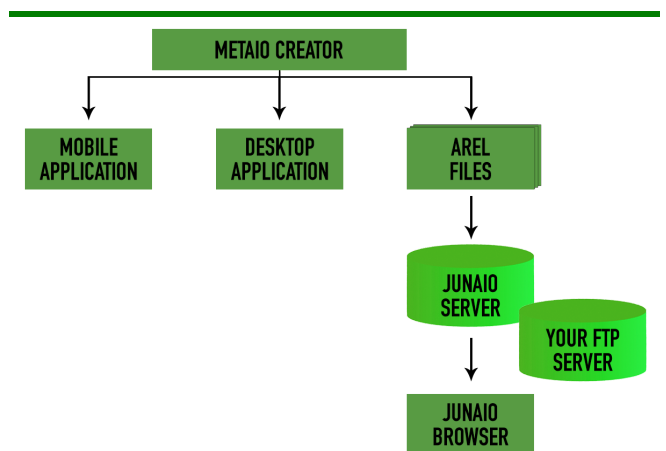 METAIO CREATOR
MOBILE
APPLICATION
DESKTOP
APPLICATION
AREL
FILES
JUNAIO
SERVER
YOUR FTP
SERVER
JUNAIO
BROWSER